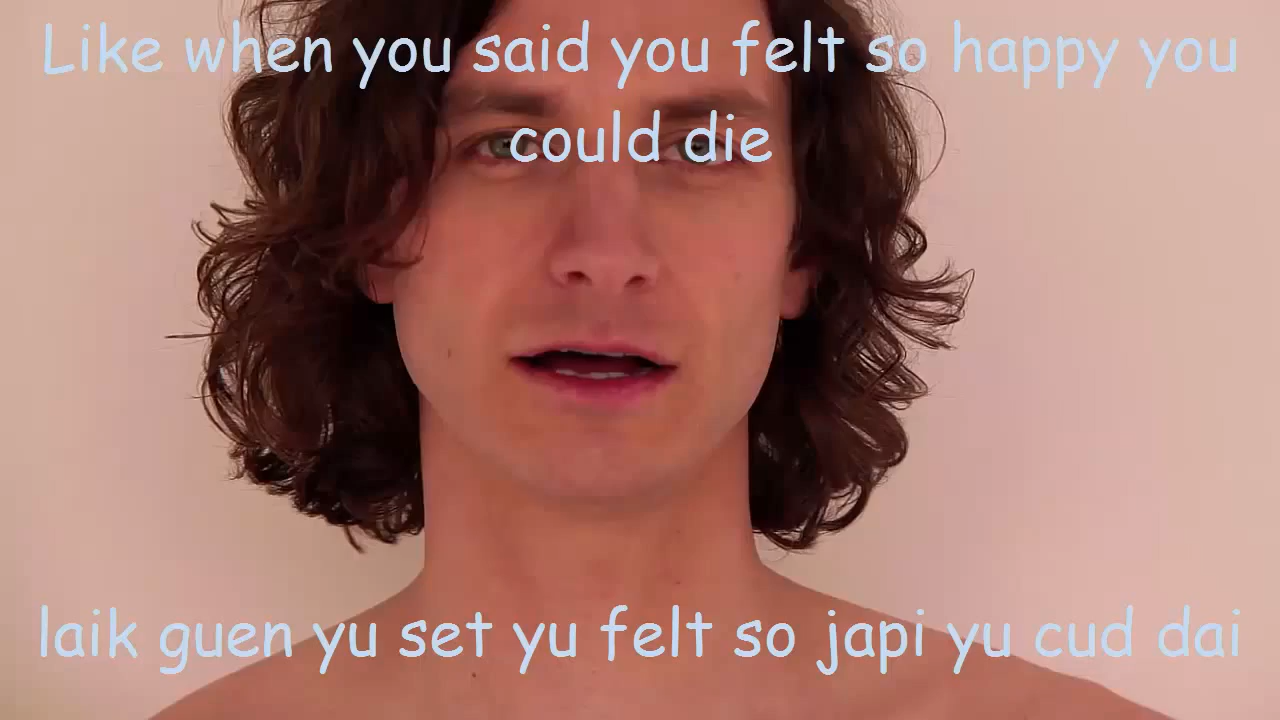 Like when you said you felt so happy you
could die
laik guen yu set yu felt so japi yu cud dai